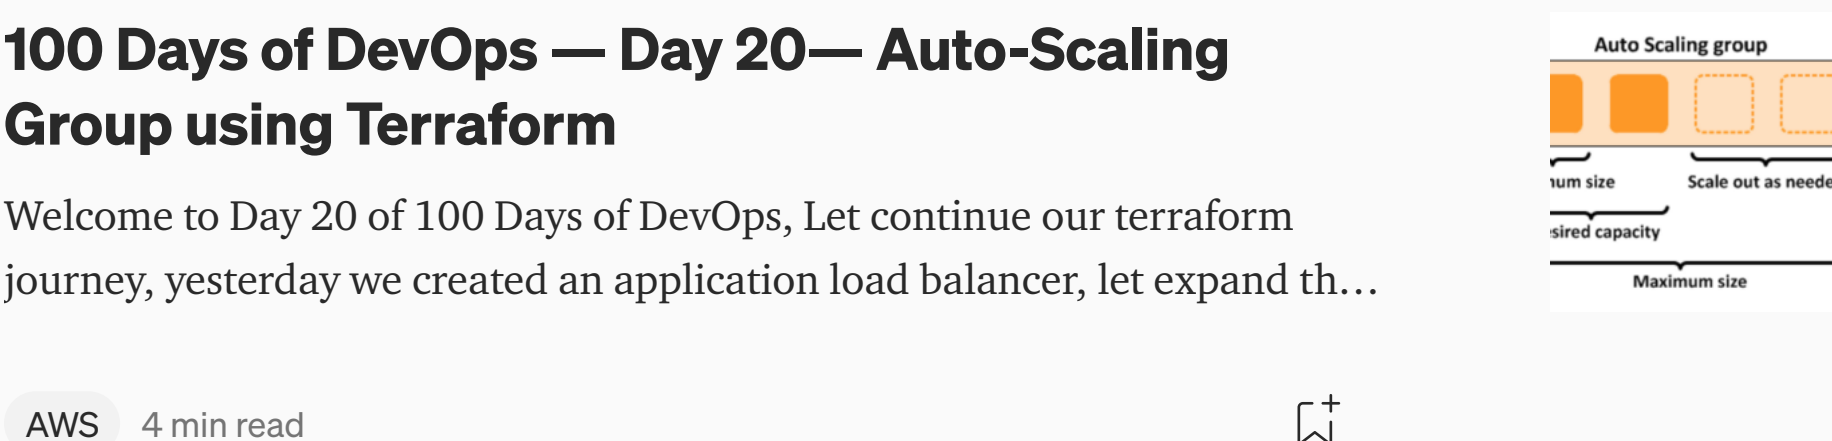 100 Days of DevOps — Day 20— Auto-Scaling
Group using Terraform
Welcome to Day 20 of 100 Days of DevOps, Let continue our terraform
journey, yesterday we created an application load balancer, let expand th…
AWS
4 min read
Auto Scaling group
size
Scale out as neede
capacity
Maximum size